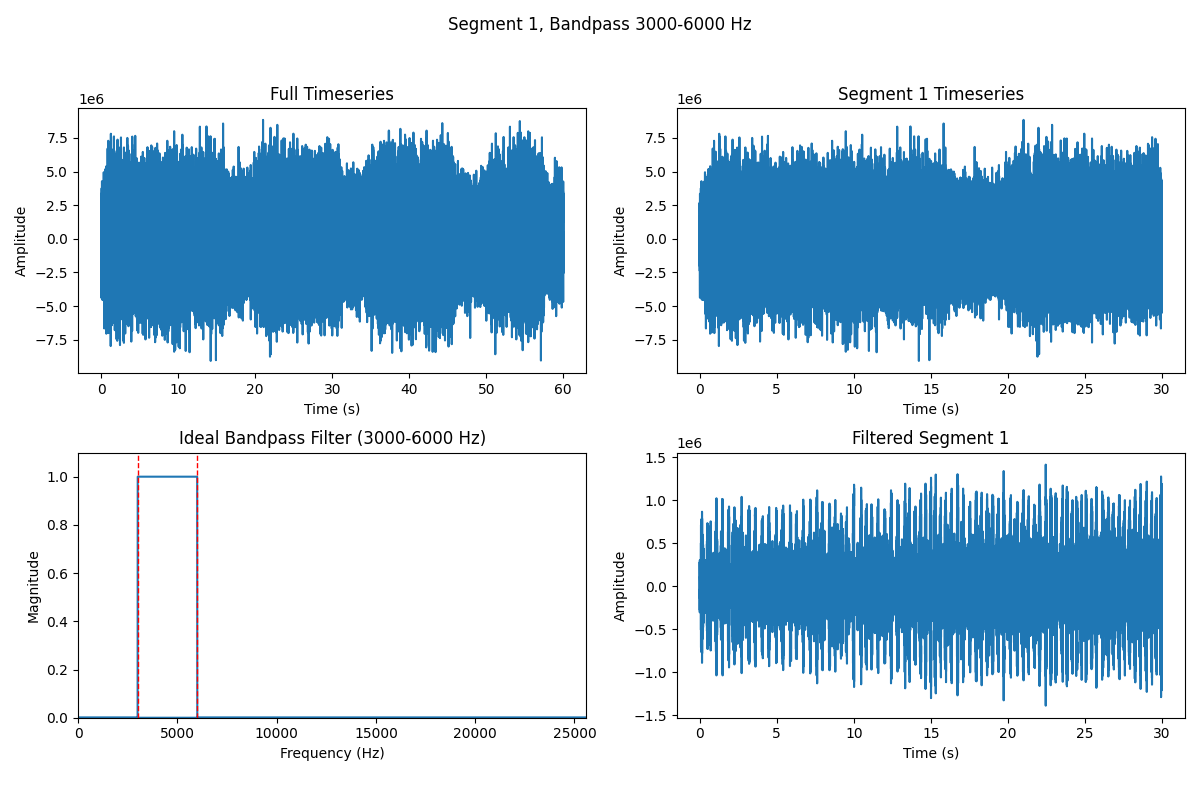 Segment 1, Bandpass 3000-6000 Hz
Full Timeseries
1e6
7.5
5.0
2.5
0.0
−2.5
−5.0
−7.5
Amplitude
0 10 20 30 40 50 60
Time (s)
Segment 1 Timeseries
1e6
7.5
5.0
2.5
0.0
−2.5
−5.0
−7.5
Amplitude
0 5 10 15 20 25 30
Time (s)
Ideal Bandpass Filter (3000-6000 Hz)
1.0
0.8
0.6
0.4
0.2
0.0
Magnitude
0 5000 10000 15000 20000 25000
Frequency (Hz)
Filtered Segment 1
1e6
1.5
1.0
0.5
0.0
−0.5
−1.0
−1.5
Amplitude
0 5 10 15 20 25 30
Time (s)